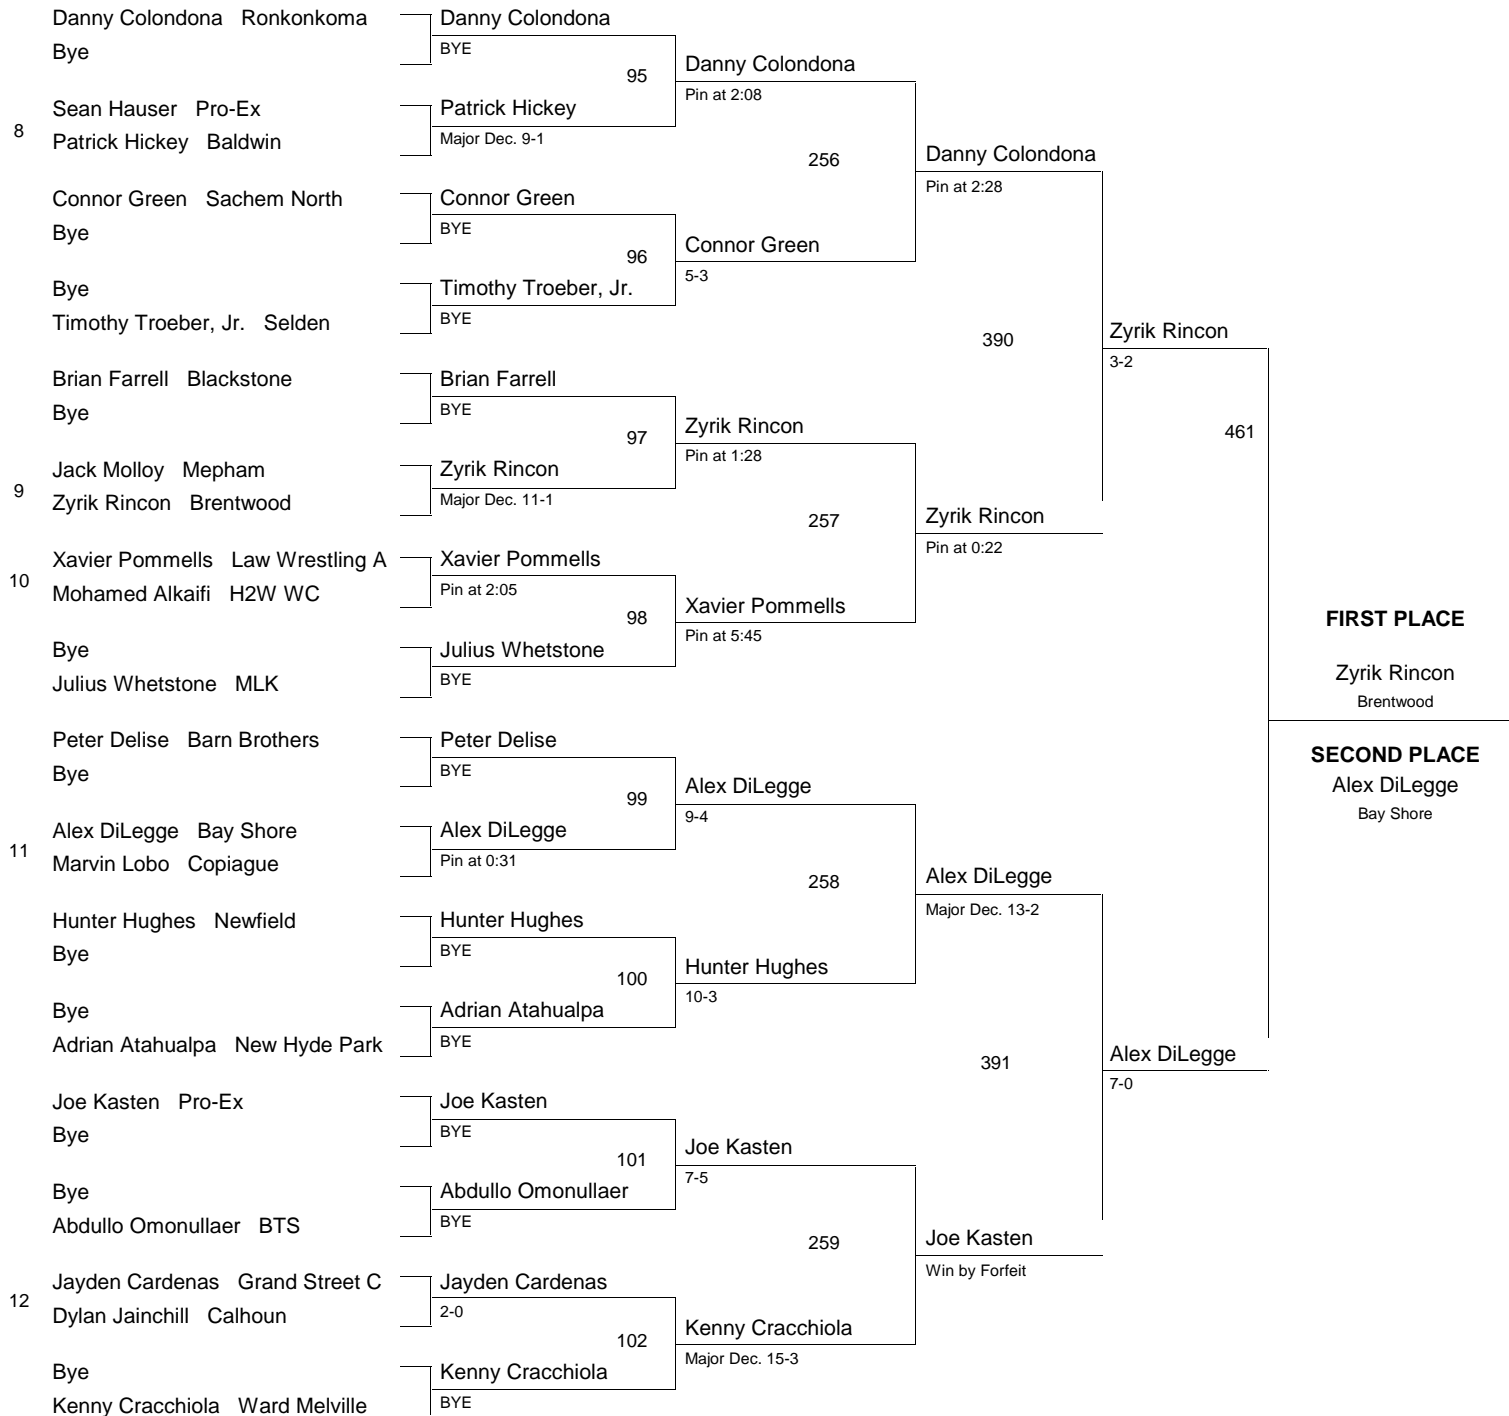 Danny Colondona Ronkonkoma
Bye
8
Sean Hauser Pro-Ex
Patrick Hickey Baldwin
Connor Green Sachem North
Bye
Bye
Timothy Troeber, Jr. Selden
Brian Farrell Blackstone
Bye
9
Jack Molloy Mepham
Zyrik Rincon Brentwood
10
Xavier Pommells Law Wrestling A
Mohamed Alkaifi H2W WC
Bye
Julius Whetstone MLK
Peter Delise Barn Brothers
Bye
11
Alex DiLegge Bay Shore
Marvin Lobo Copiague
Hunter Hughes Newfield
Bye
Bye
Adrian Atahualpa New Hyde Park
Joe Kasten Pro-Ex
Bye
Bye
Abdullo Omonullaer BTS
12
Jayden Cardenas Grand Street C
Dylan Jainchill Calhoun
Bye
Kenny Cracchiola Ward Melville
Danny Colondona
BYE
95
Patrick Hickey
Major Dec. 9-1
Connor Green
BYE
96
Timothy Troeber, Jr.
BYE
Brian Farrell
BYE
97
Zyrik Rincon
Major Dec. 11-1
Xavier Pommells
Pin at 2:05
98
Julius Whetstone
BYE
Peter Delise
BYE
99
Alex DiLegge
Pin at 0:31
Hunter Hughes
BYE
100
Adrian Atahualpa
BYE
Joe Kasten
BYE
101
Abdullo Omonullaer
BYE
Jayden Cardenas
2-0
102
Kenny Cracchiola
BYE
Danny Colondona
Pin at 2:08
256
Connor Green
5-3
Zyrik Rincon
Pin at 1:28
257
Xavier Pommells
Pin at 5:45
Alex DiLegge
9-4
258
Hunter Hughes
10-3
Joe Kasten
7-5
259
Kenny Cracchiola
Major Dec. 15-3
Danny Colondona
Pin at 2:28
390
Zyrik Rincon
Pin at 0:22
Alex DiLegge
Major Dec. 13-2
391
Joe Kasten
Win by Forfeit
Zyrik Rincon
3-2
461
Alex DiLegge
7-0
FIRST PLACE
Zyrik Rincon
Brentwood
SECOND PLACE
Alex DiLegge
Bay Shore